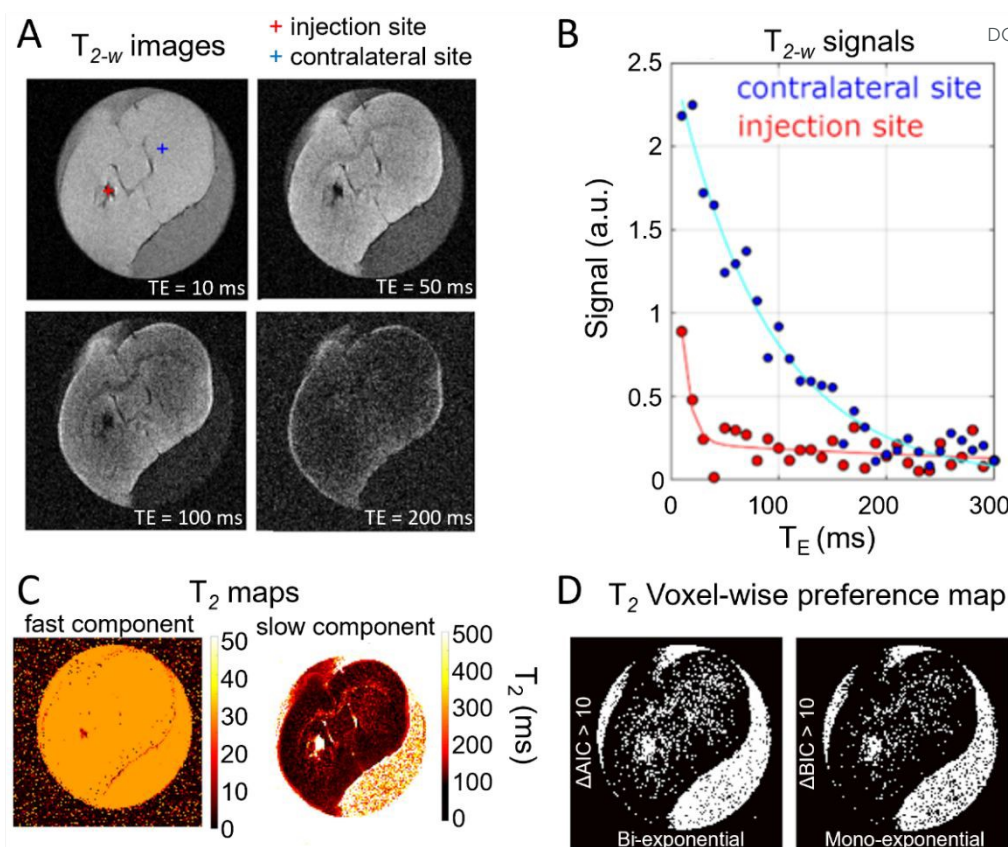 A
T2-w images
+ injection site
+ contralateral site
TE = 10 ms
TE = 50 ms
TE = 100 ms
TE = 200 ms
B
T2-w signals
DO
contralateral site
injection site
Signal (a.u.)
2.5
2
1.5
1
0.5
0
0
100
200
300
TE (ms)
C
T2 maps
fast component
50
40
30
20
10
0
slow component
500
400
300
200
100
0
T2 (ms)
D
T2 Voxel-wise preference map
ΔAIC > 10
Bi-exponential
ΔBIC > 10
Mono-exponential